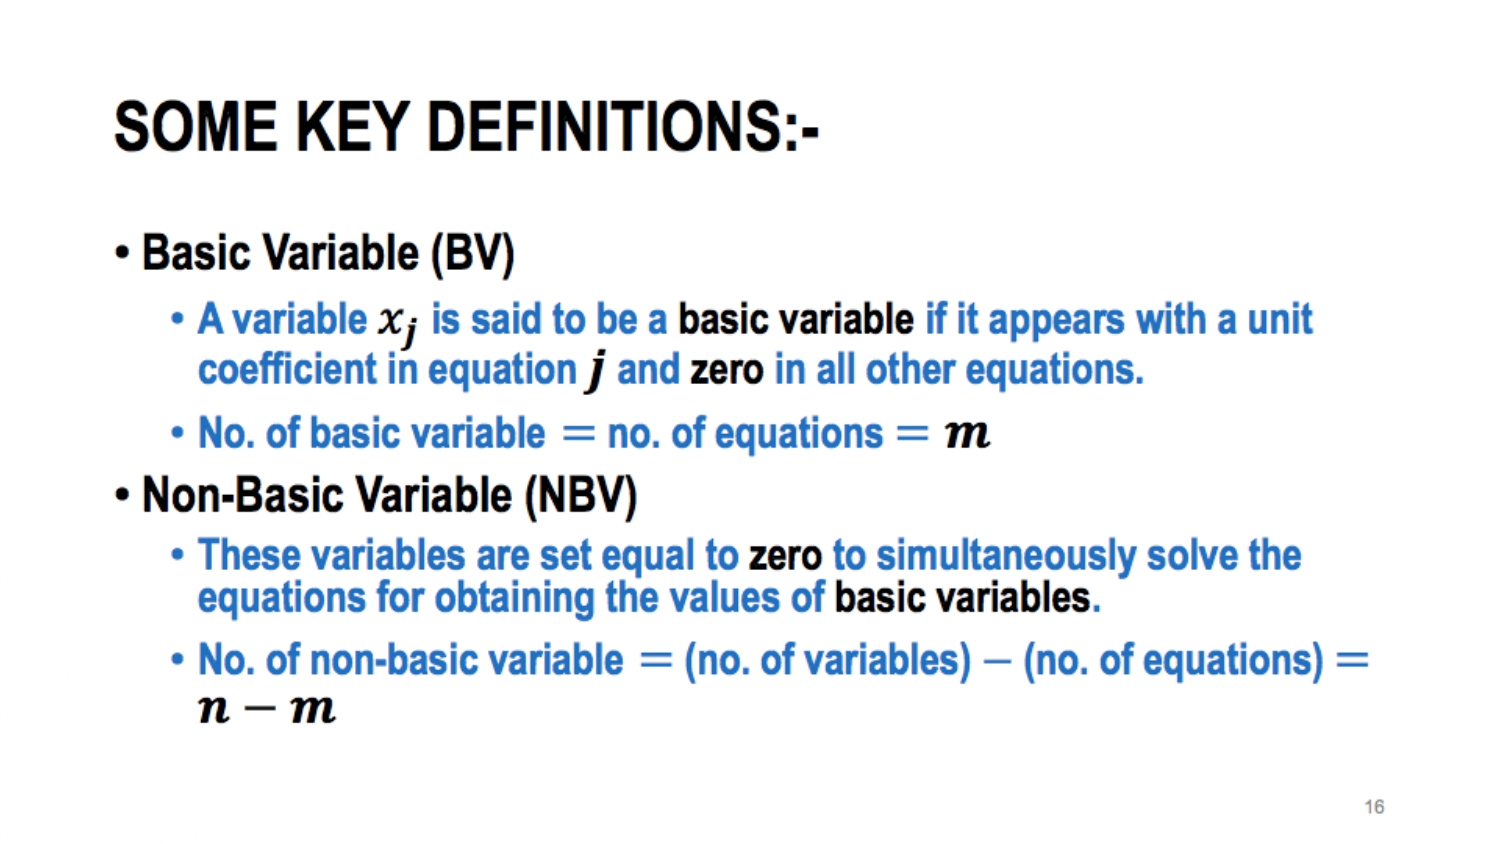 SOME KEY DEFINITIONS:-
• Basic Variable (BV)
• A variable xⱼ is said to be a basic variable if it appears with a unit
coefficient in equation j and zero in all other equations.
• No. of basic variable = no. of equations = m
• Non-Basic Variable (NBV)
• These variables are set equal to zero to simultaneously solve the
equations for obtaining the values of basic variables.
• No. of non-basic variable = (no. of variables) − (no. of equations) =
n − m
16